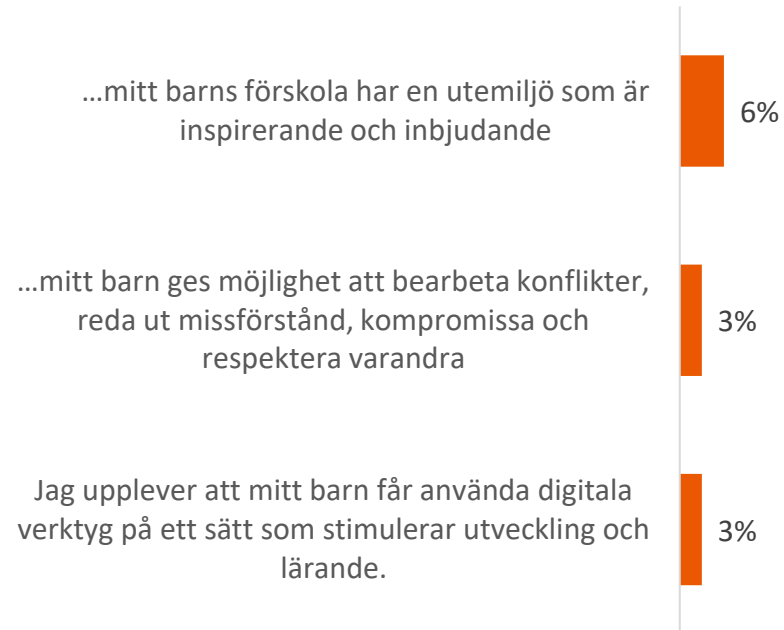 …mitt barns förskola har en utemiljö som är
inspirerande och inbjudande
6%
…mitt barn ges möjlighet att bearbeta konflikter,
reda ut missförstånd, kompromissa och
respektera varandra
3%
Jag upplever att mitt barn får använda digitala
verktyg på ett sätt som stimulerar utveckling och
lärande.
3%